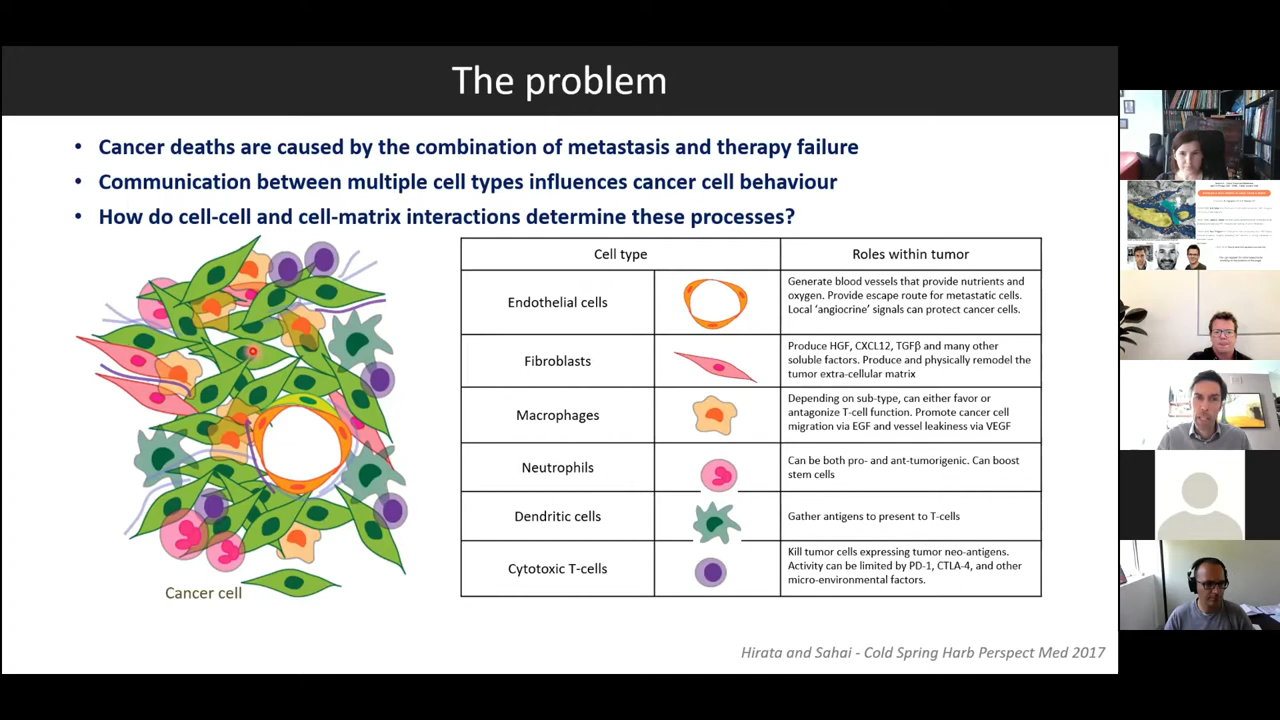 The problem
• Cancer deaths are caused by the combination of metastasis and therapy failure
• Communication between multiple cell types influences cancer cell behaviour
• How do cell-cell and cell-matrix interactions determine these processes?
Cell type
Roles within tumor
Endothelial cells
Generate blood vessels that provide nutrients and
oxygen. Provide escape route for metastatic cells.
Local ‘angiocrine’ signals can protect cancer cells.
Fibroblasts
Produce HGF, CXCL12, TGFβ and many other
soluble factors. Produce and physically remodel the
tumor extra-cellular matrix
Macrophages
Depending on sub-type, can either favor or
antagonize T-cell function. Promote cancer cell
migration via EGF and vessel leakiness via VEGF
Neutrophils
Can be both pro- and ant-tumorigenic. Can boost
stem cells
Dendritic cells
Gather antigens to present to T-cells
Cytotoxic T-cells
Kill tumor cells expressing tumor neo-antigens.
Activity can be limited by PD-1, CTLA-4, and other
micro-environmental factors.
Cancer cell
Hirata and Sahai - Cold Spring Harb Perspect Med 2017